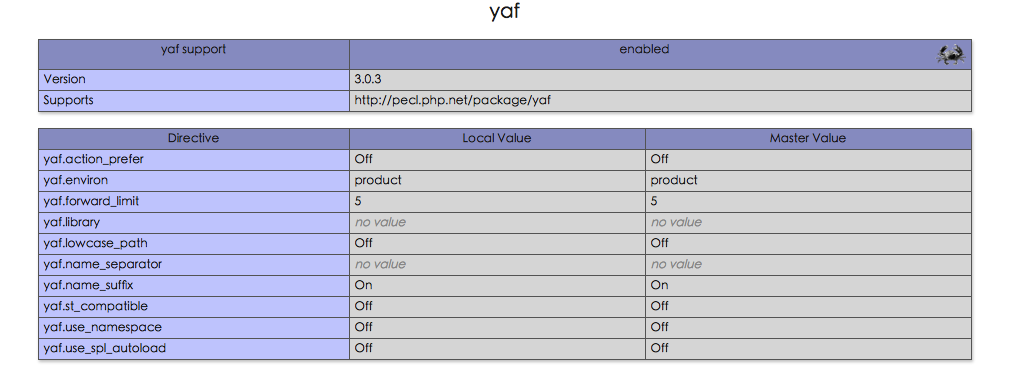 yaf
yaf support enabled
Version 3.0.3
Supports http://pecl.php.net/package/yaf
Directive Local Value Master Value
yaf.action_prefer Off Off
yaf.environ product product
yaf.forward_limit 5 5
yaf.library no value no value
yaf.lowcase_path Off Off
yaf.name_separator no value no value
yaf.name_suffix On On
yaf.st_compatible Off Off
yaf.use_namespace Off Off
yaf.use_spl_autoload Off Off